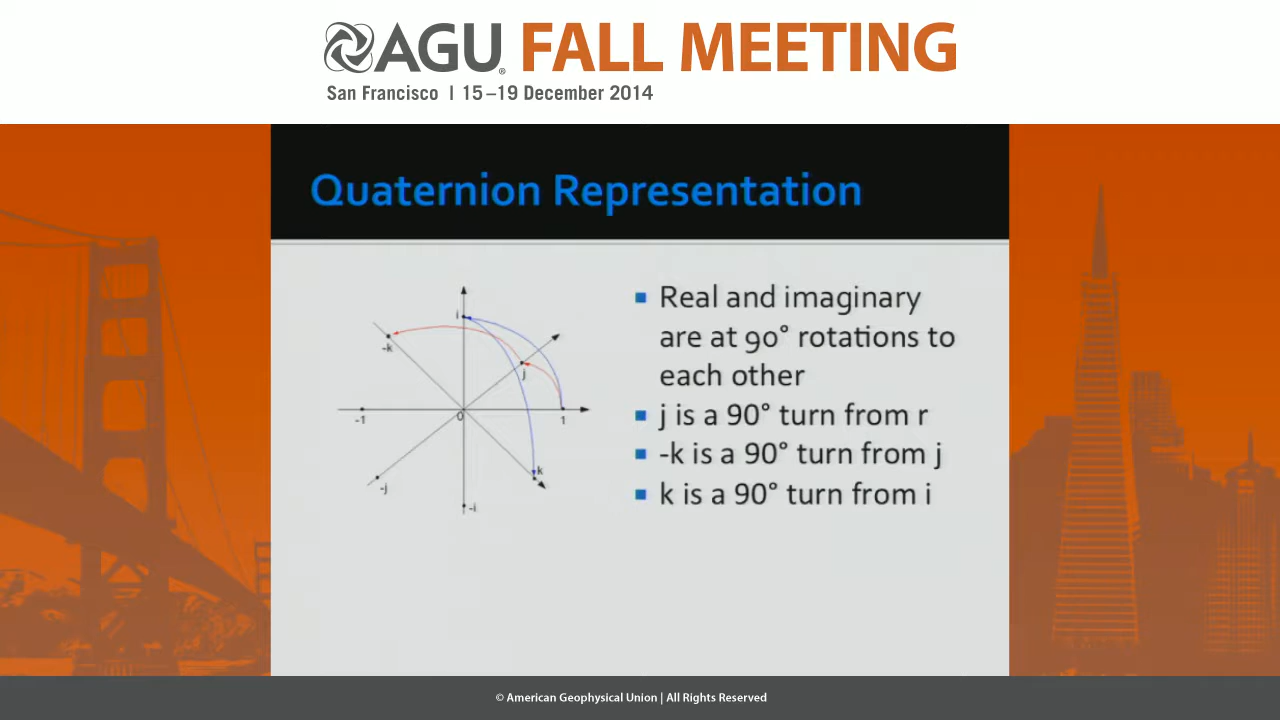 AGU® FALL MEETING
San Francisco | 15–19 December 2014
Quaternion Representation
i
-k
j
-1
0
1
k
-j
-i
Real and imaginary
are at 90° rotations to
each other
j is a 90° turn from r
-k is a 90° turn from j
k is a 90° turn from i
© American Geophysical Union | All Rights Reserved